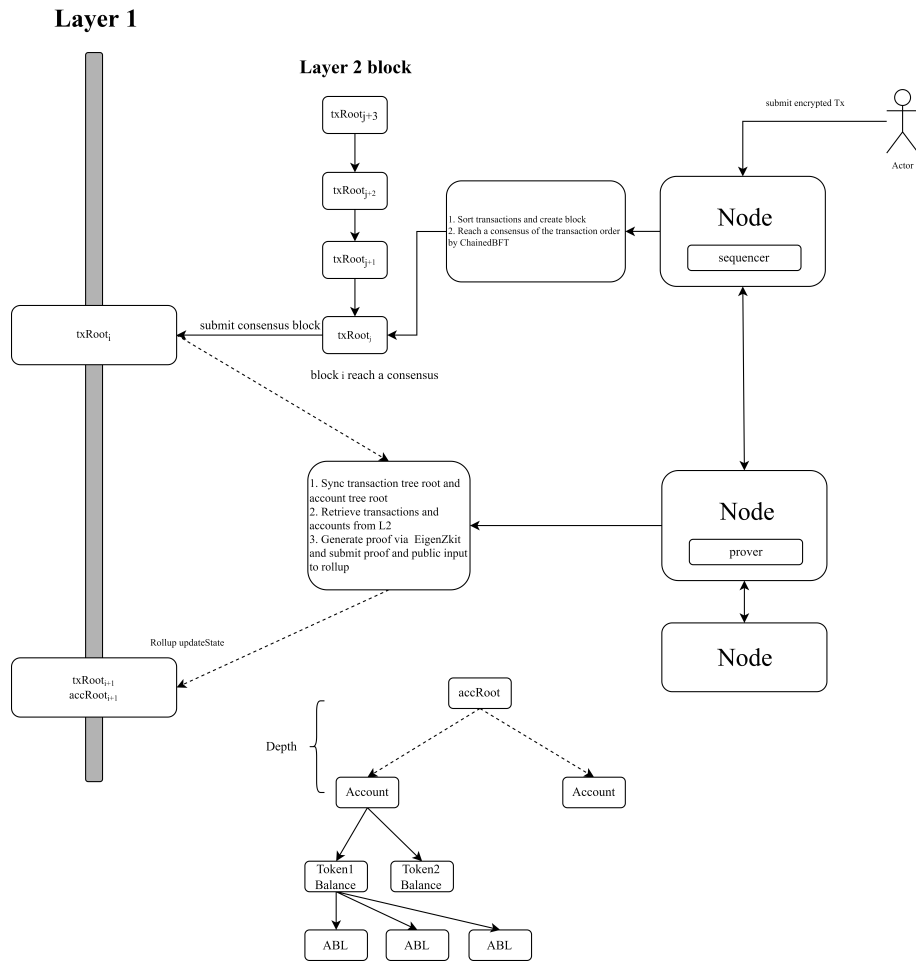 Layer 1
Layer 2 block
txRootj+3
submit encrypted Tx
Actor
txRootj+2
1. Sort transactions and create block
2. Reach a consensus of the transaction order
by ChainedBFT
Node
sequencer
txRootj+1
txRooti
submit consensus block
txRooti
block i reach a consensus
1. Sync transaction tree root and
account tree root
2. Retrieve transactions and
accounts from L2
3. Generate proof via EigenZkit
and submit proof and public input
to rollup
Node
prover
Rollup updateState
Node
txRooti+1
accRooti+1
accRoot
Depth
Account
Account
Token1
Balance
Token2
Balance
ABL
ABL
ABL